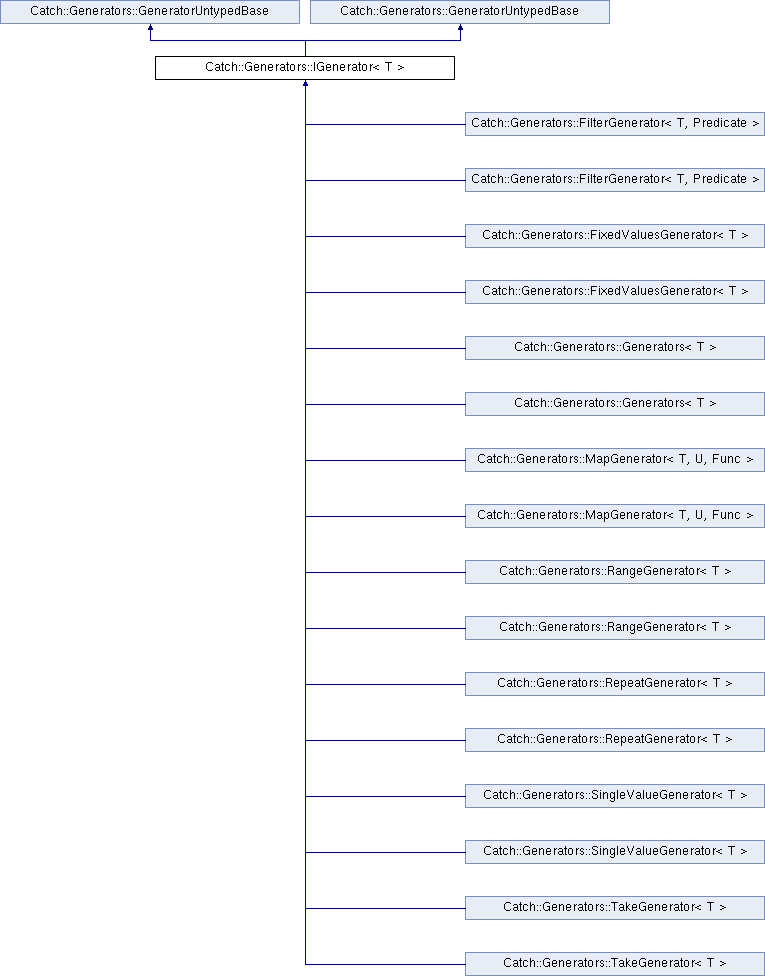 Catch::Generators::GeneratorUntypedBase
Catch::Generators::GeneratorUntypedBase
Catch::Generators::IGenerator< T >
Catch::Generators::FilterGenerator< T, Predicate >
Catch::Generators::FilterGenerator< T, Predicate >
Catch::Generators::FixedValuesGenerator< T >
Catch::Generators::FixedValuesGenerator< T >
Catch::Generators::Generators< T >
Catch::Generators::Generators< T >
Catch::Generators::MapGenerator< T, U, Func >
Catch::Generators::MapGenerator< T, U, Func >
Catch::Generators::RangeGenerator< T >
Catch::Generators::RangeGenerator< T >
Catch::Generators::RepeatGenerator< T >
Catch::Generators::RepeatGenerator< T >
Catch::Generators::SingleValueGenerator< T >
Catch::Generators::SingleValueGenerator< T >
Catch::Generators::TakeGenerator< T >
Catch::Generators::TakeGenerator< T >